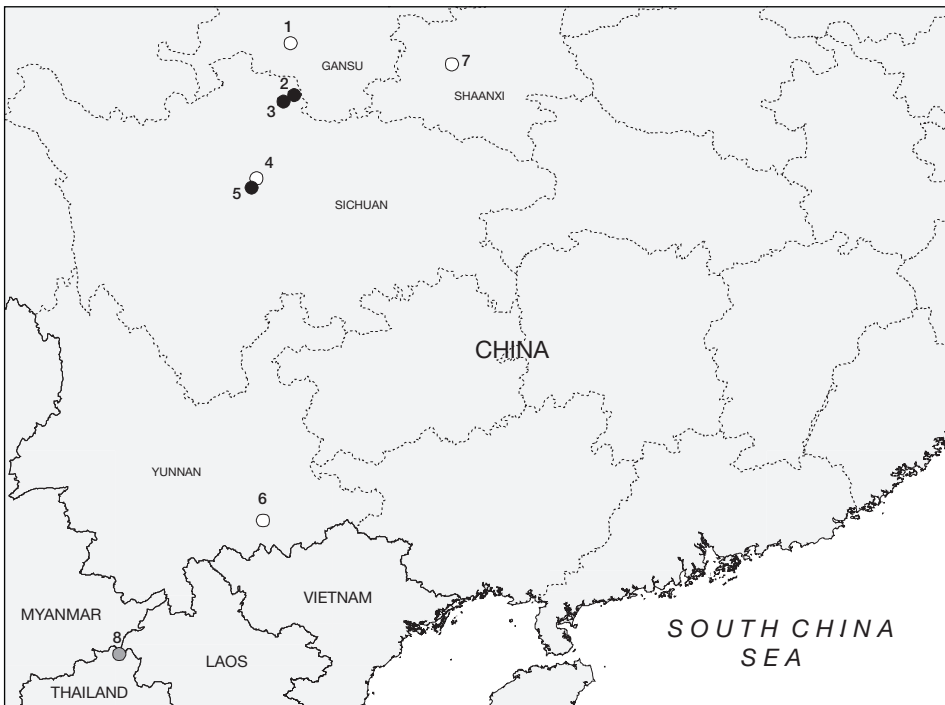 1
GANSU
7
SHAANXI
2
3
4
5
SICHUAN
CHINA
YUNNAN
6
VIETNAM
MYANMAR
8
LAOS
THAILAND
SOUTH CHINA
SEA